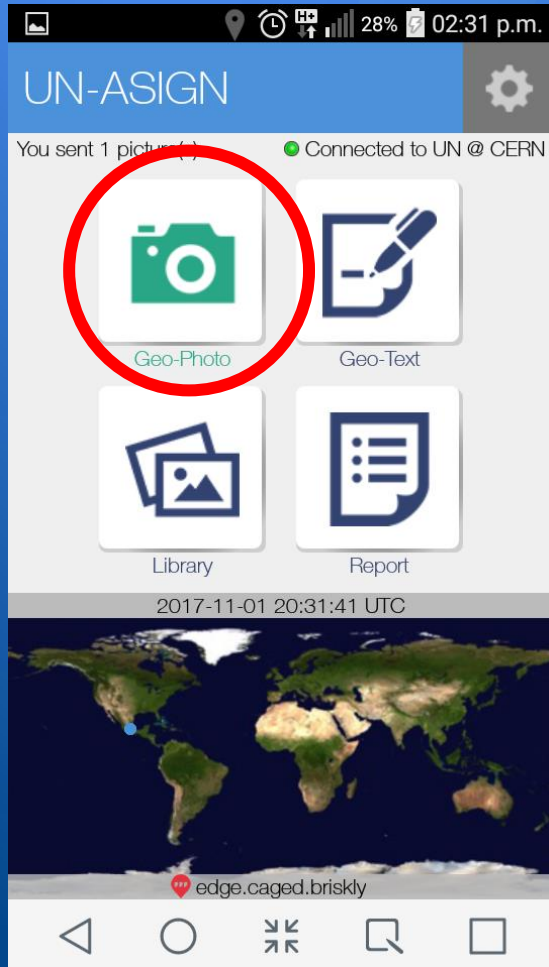 28% 02:31 p.m.
UN-ASIGN
You sent 1 picture(s) Connected to UN @ CERN
Geo-Photo Geo-Text
Library Report
2017-11-01 20:31:41 UTC
edge.caged.briskly